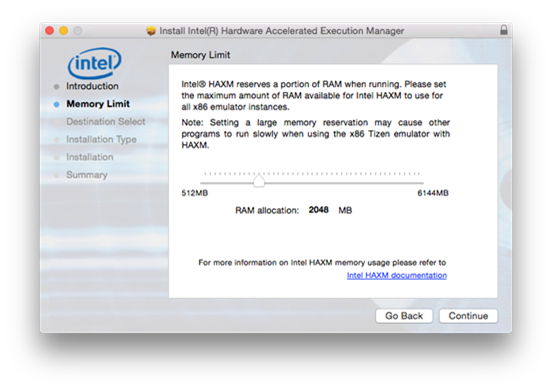 Install Intel(R) Hardware Accelerated Execution Manager
intel
Memory Limit
Introduction
Memory Limit
Destination Select
Installation Type
Installation
Summary
Intel® HAXM reserves a portion of RAM when running. Please set
the maximum amount of RAM available for Intel HAXM to use for
all x86 emulator instances.
Note: Setting a large memory reservation may cause other
programs to run slowly when using the x86 Tizen emulator with
HAXM.
512MB
6144MB
RAM allocation: 2048 MB
For more information on Intel HAXM memory usage please refer to
Intel HAXM documentation
Go Back
Continue